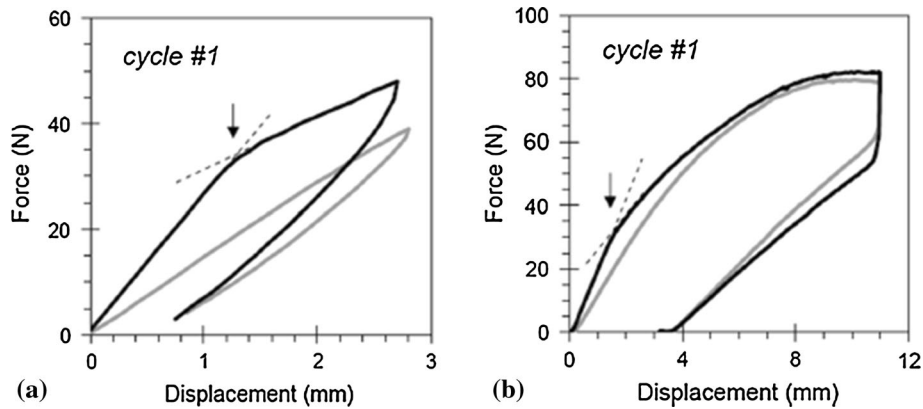 60
40
20
0
0
1
2
3
cycle #1
Force (N)
Displacement (mm)
(a)
100
80
60
40
20
0
0
4
8
12
cycle #1
Force (N)
Displacement (mm)
(b)